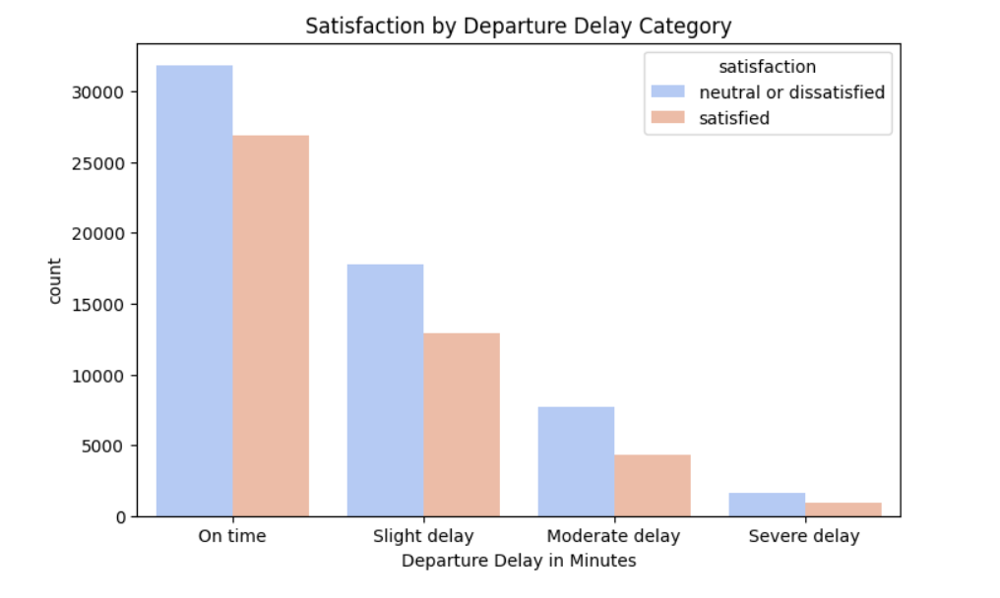 Satisfaction by Departure Delay Category
satisfaction
neutral or dissatisfied
satisfied
30000
25000
20000
15000
10000
5000
0
count
On time
Slight delay
Moderate delay
Severe delay
Departure Delay in Minutes